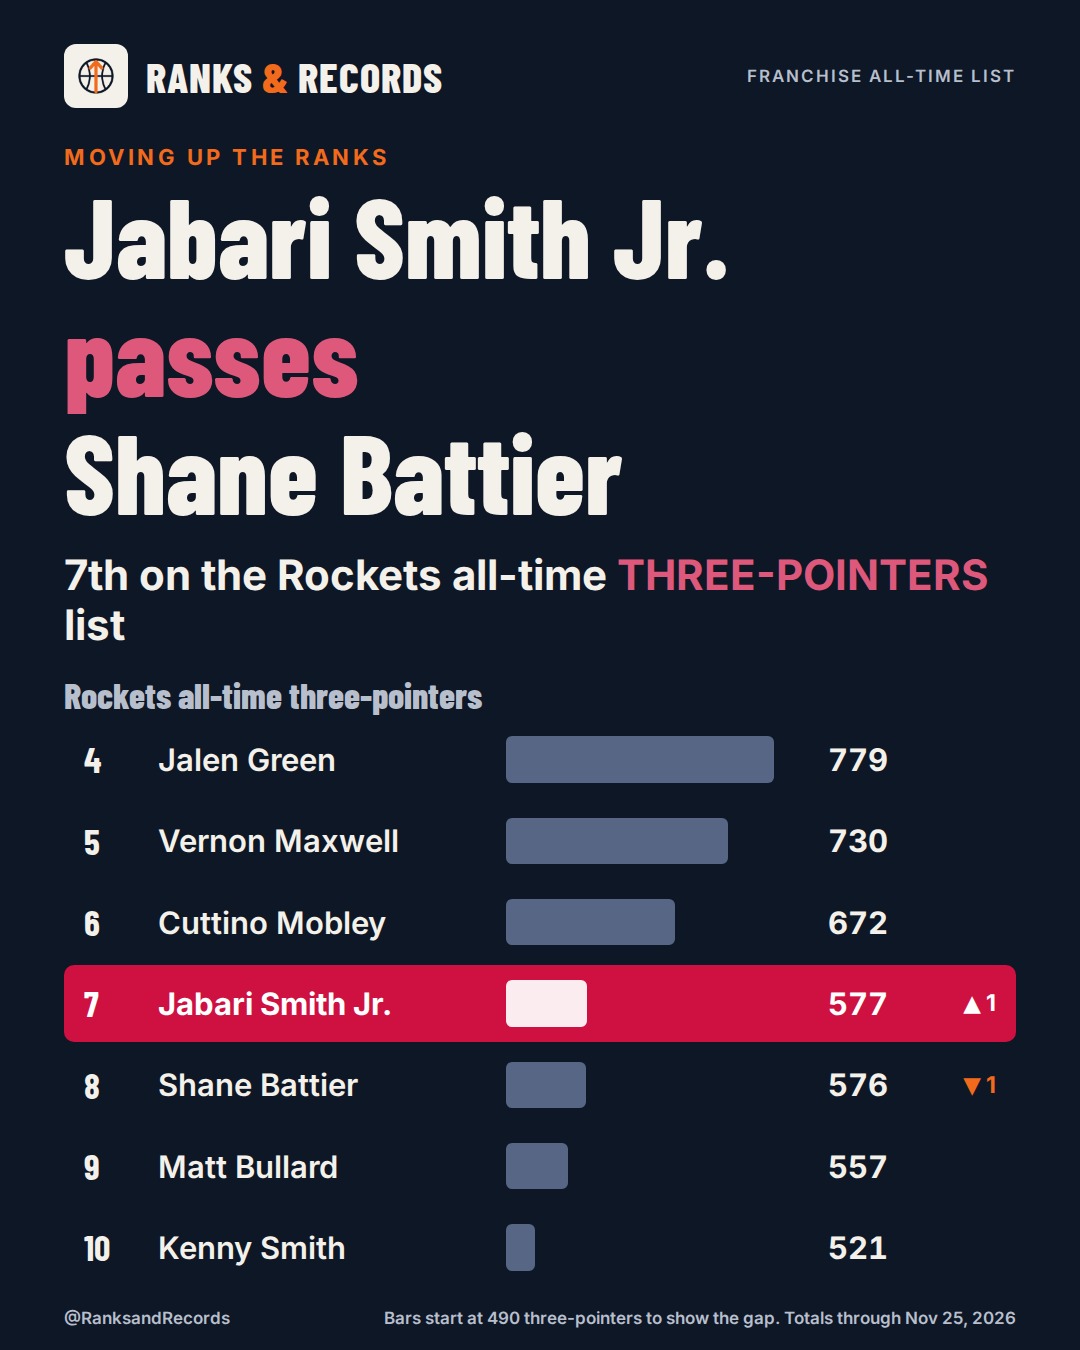 RANKS & RECORDS
FRANCHISE ALL-TIME LIST
MOVING UP THE RANKS
Jabari Smith Jr.
passes
Shane Battier
7th on the Rockets all-time THREE-POINTERS
list
Rockets all-time three-pointers
4 Jalen Green 779
5 Vernon Maxwell 730
6 Cuttino Mobley 672
7 Jabari Smith Jr. 577 ▲1
8 Shane Battier 576 ▼1
9 Matt Bullard 557
10 Kenny Smith 521
@RanksandRecords
Bars start at 490 three-pointers to show the gap. Totals through Nov 25, 2026